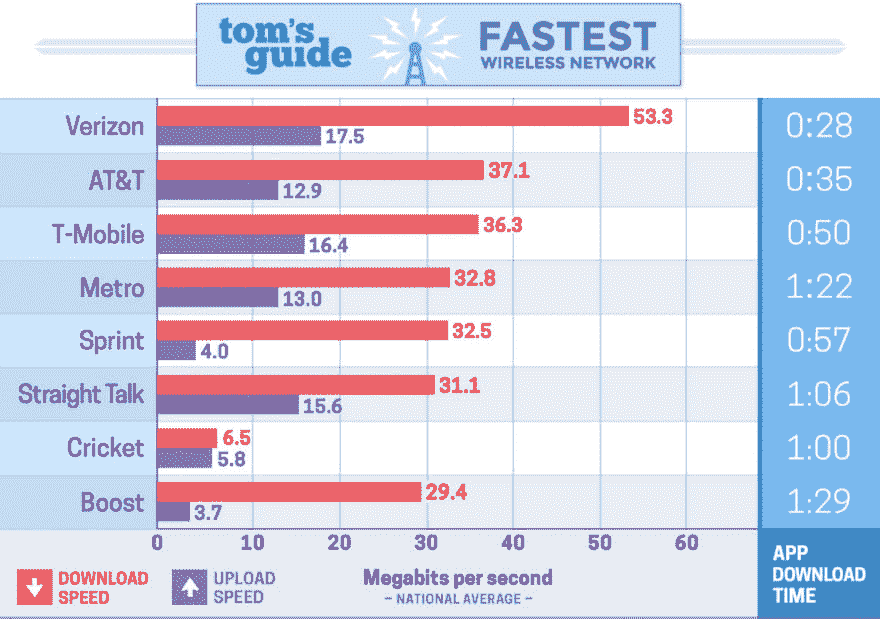 tom's guide
FASTEST
WIRELESS NETWORK
Verizon 53.3 17.5 0:28
AT&T 37.1 12.9 0:35
T-Mobile 36.3 16.4 0:50
Metro 32.8 13.0 1:22
Sprint 32.5 4.0 0:57
Straight Talk 31.1 15.6 1:06
Cricket 6.5 5.8 1:00
Boost 29.4 3.7 1:29
0 10 20 30 40 50 60
DOWNLOAD SPEED
UPLOAD SPEED
Megabits per second
– NATIONAL AVERAGE –
APP
DOWNLOAD
TIME